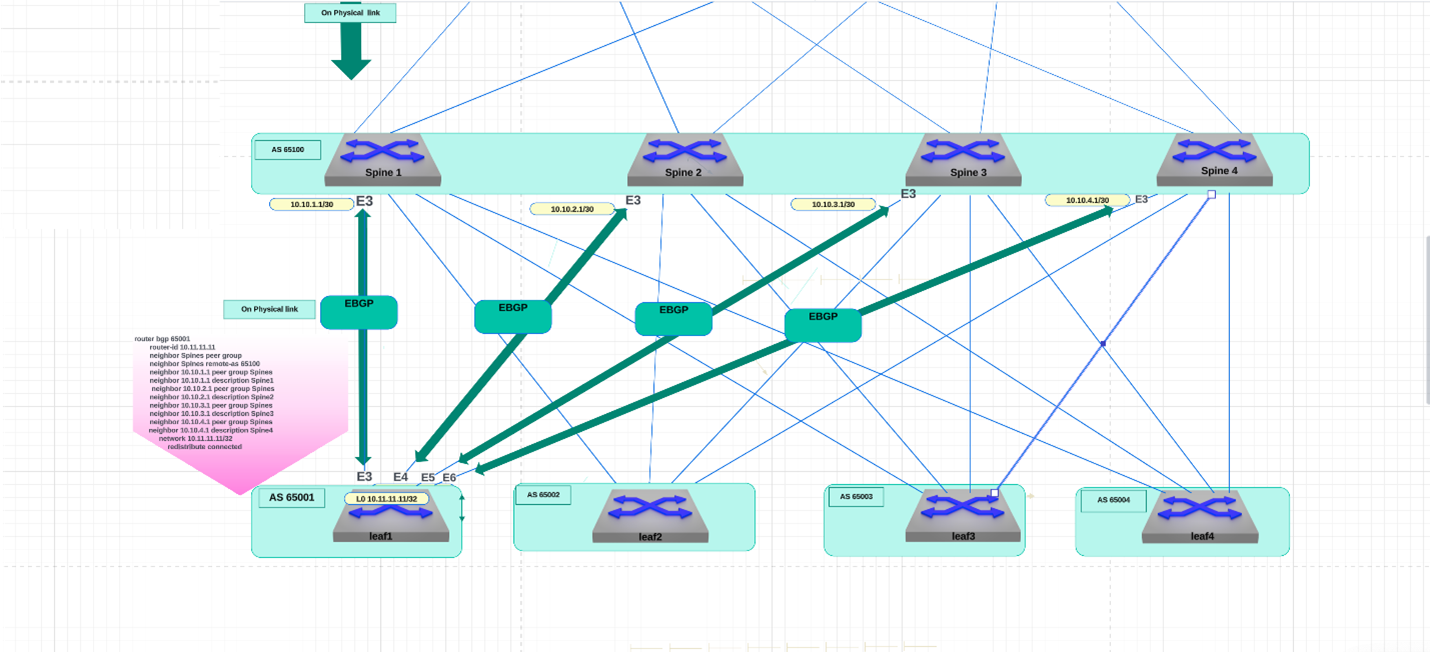 On Physical link
AS 65100
Spine 1
Spine 2
Spine 3
Spine 4
10.10.1.1/30
E3
10.10.2.1/30
E3
10.10.3.1/30
E3
10.10.4.1/30
E3
On Physical link
EBGP
EBGP
EBGP
EBGP
router bgp 65001
router-id 10.11.11.11
neighbor Spines peer group
neighbor Spines remote-as 65100
neighbor 10.10.1.1 peer group Spines
neighbor 10.10.1.1 description Spine1
neighbor 10.10.2.1 peer group Spines
neighbor 10.10.2.1 description Spine2
neighbor 10.10.3.1 peer group Spines
neighbor 10.10.3.1 description Spine3
neighbor 10.10.4.1 peer group Spines
neighbor 10.10.4.1 description Spine4
network 10.11.11.11/32
redistribute connected
E3
E4
E5
E6
AS 65001
L0 10.11.11.11/32
leaf1
AS 65002
leaf2
AS 65003
leaf3
AS 65004
leaf4